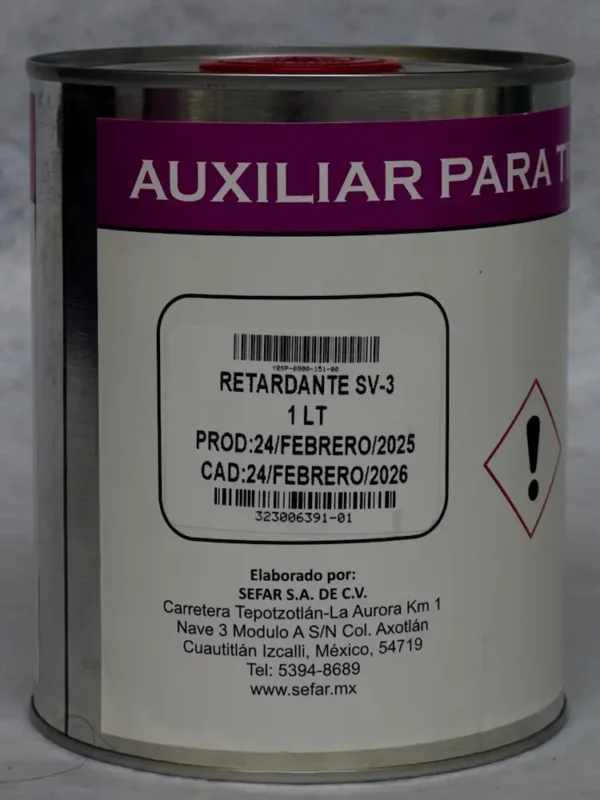 AUXILIAR PARA
Y0SP-0000-151-00
RETARDANTE SV-3
1 LT
PROD:24/FEBRERO/2025
CAD:24/FEBRERO/2026
323006391-01
Elaborado por:
SEFAR S.A. DE C.V.
Carretera Tepotzotlán-La Aurora Km 1
Nave 3 Modulo A S/N Col. Axotlán
Cuautitlán Izcalli, México, 54719
Tel: 5394-8689
www.sefar.mx